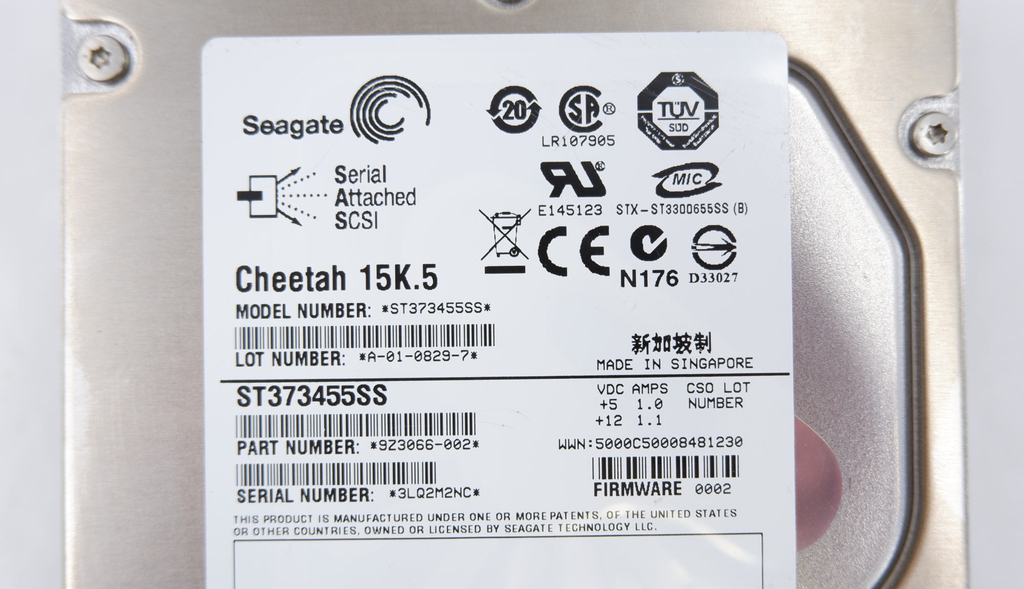 Seagate
20
SA ®
LR107905
TÜV
SÜD
Serial
Attached
SCSI
RU ®
E145123
MIC
STX-ST3300655SS (B)
CE
N176
D33027
Cheetah 15K.5
MODEL NUMBER: *ST373455SS*
LOT NUMBER: *A-01-0829-7*
新加坡制
MADE IN SINGAPORE
ST373455SS
VDC AMPS CSO LOT
+5 1.0 NUMBER
+12 1.1
PART NUMBER: *9Z3066-002*
WWN:5000C50008481230
SERIAL NUMBER: *3LQ2M2NC*
FIRMWARE 0002
THIS PRODUCT IS MANUFACTURED UNDER ONE OR MORE PATENTS, OF THE UNITED STATES
OR OTHER COUNTRIES, OWNED OR LICENSED BY SEAGATE TECHNOLOGY LLC.